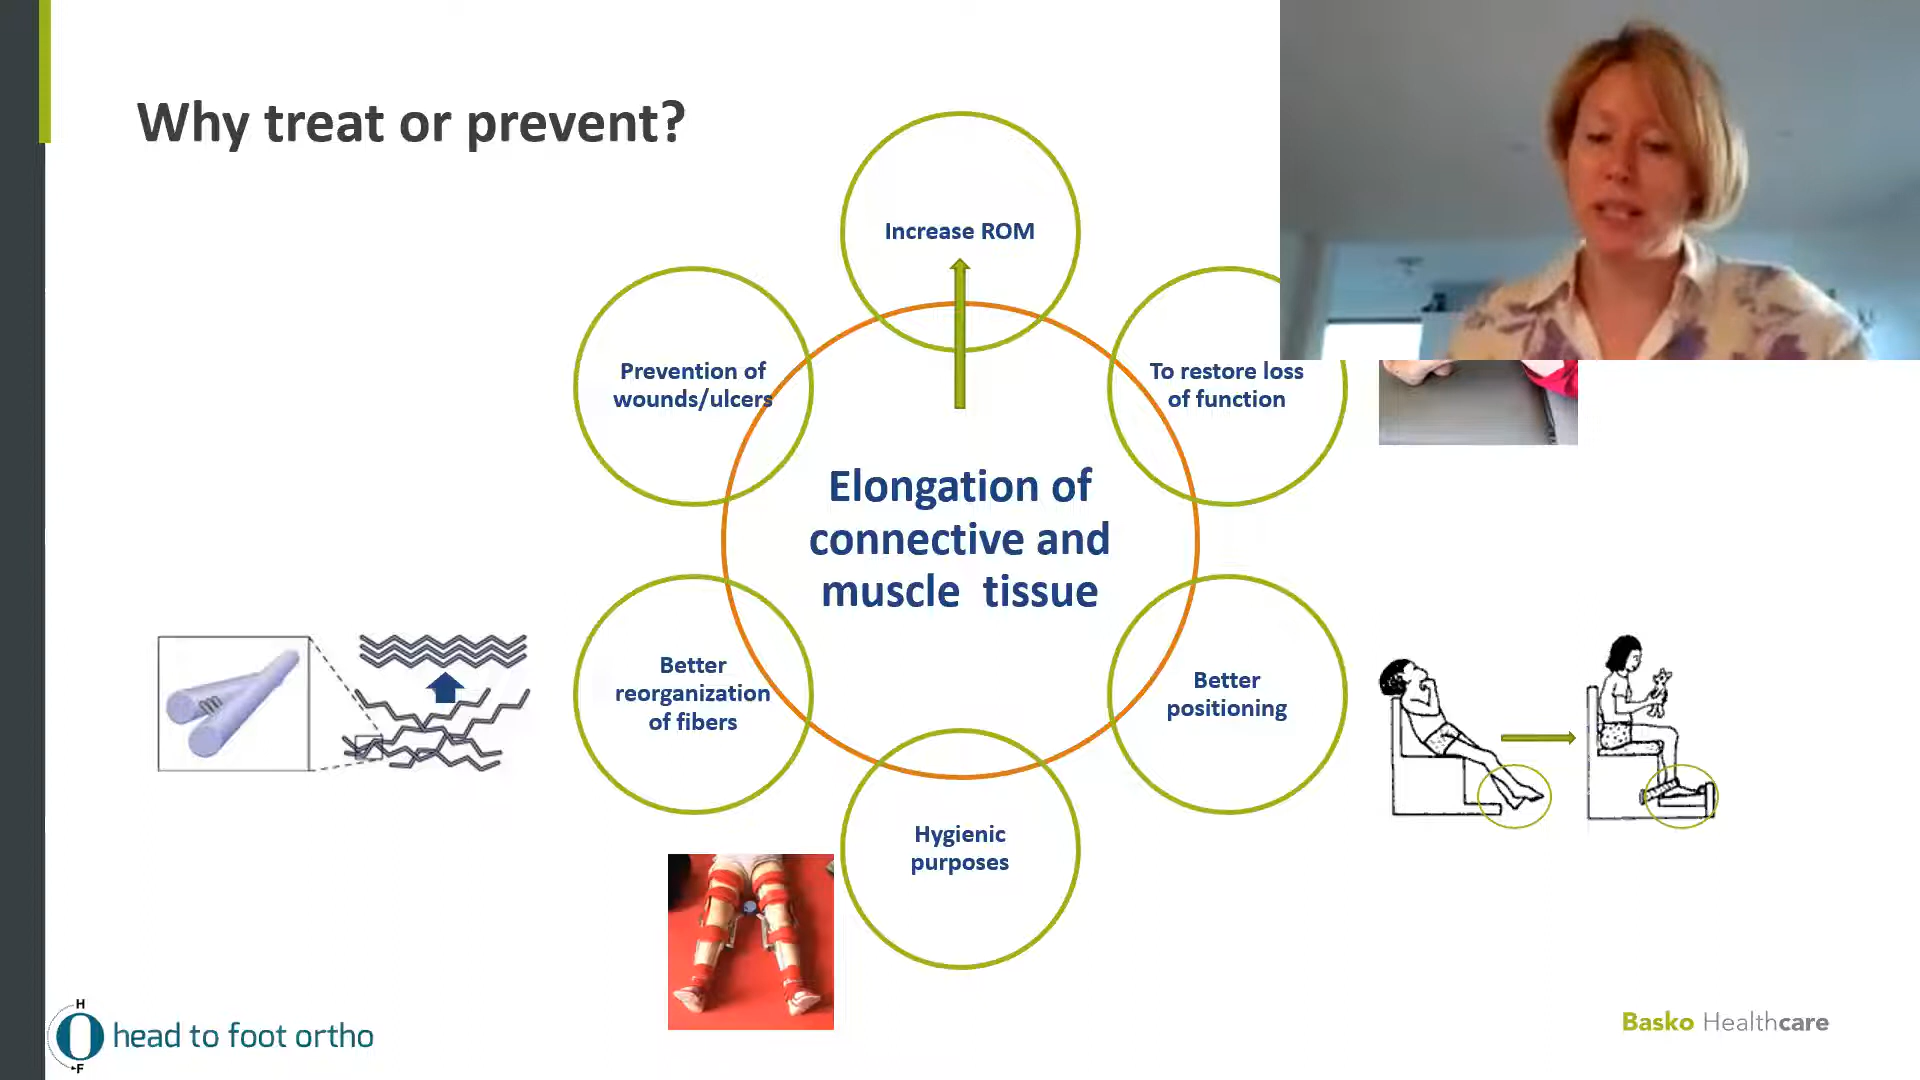 Why treat or prevent?
Increase ROM
Prevention of
wounds/ulcers
To restore loss
of function
Elongation of
connective and
muscle tissue
Better
reorganization
of fibers
Better
positioning
Hygienic
purposes
H
O
F
head to foot ortho
Basko Healthcare